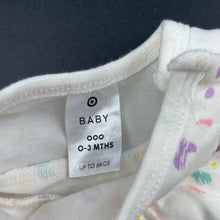 BABY
000
0-3 MTHS
UP TO 6KGS